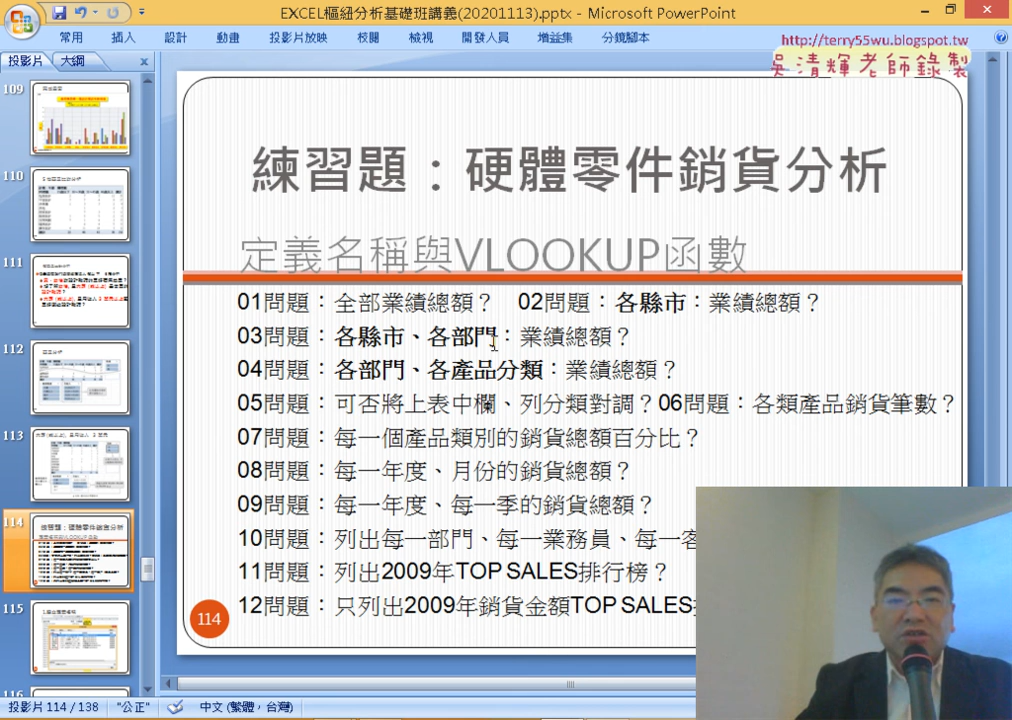 EXCEL樞紐分析基礎班講義(20201113).pptx - Microsoft PowerPoint
常用 插入 設計 動畫 投影片放映 校閱 檢視 開發人員 增益集 分鏡腳本
http://terry55wu.blogspot.tw
吳清輝老師錄製
投影片 大綱
109
110
111
112
113
114
115
116
練習題：硬體零件銷貨分析
定義名稱與VLOOKUP函數
01問題：全部業績總額？ 02問題：各縣市：業績總額？
03問題：各縣市、各部門：業績總額？
04問題：各部門、各產品分類：業績總額？
05問題：可否將上表中欄、列分類對調？06問題：各類產品銷貨筆數？
07問題：每一個產品類別的銷貨總額百分比？
08問題：每一年度、月份的銷貨總額？
09問題：每一年度、每一季的銷貨總額？
10問題：列出每一部門、每一業務員、每一客
11問題：列出2009年TOP SALES排行榜？
12問題：只列出2009年銷貨金額TOP SALES
114
投影片 114 / 138 "公正" 中文 (繁體，台灣)